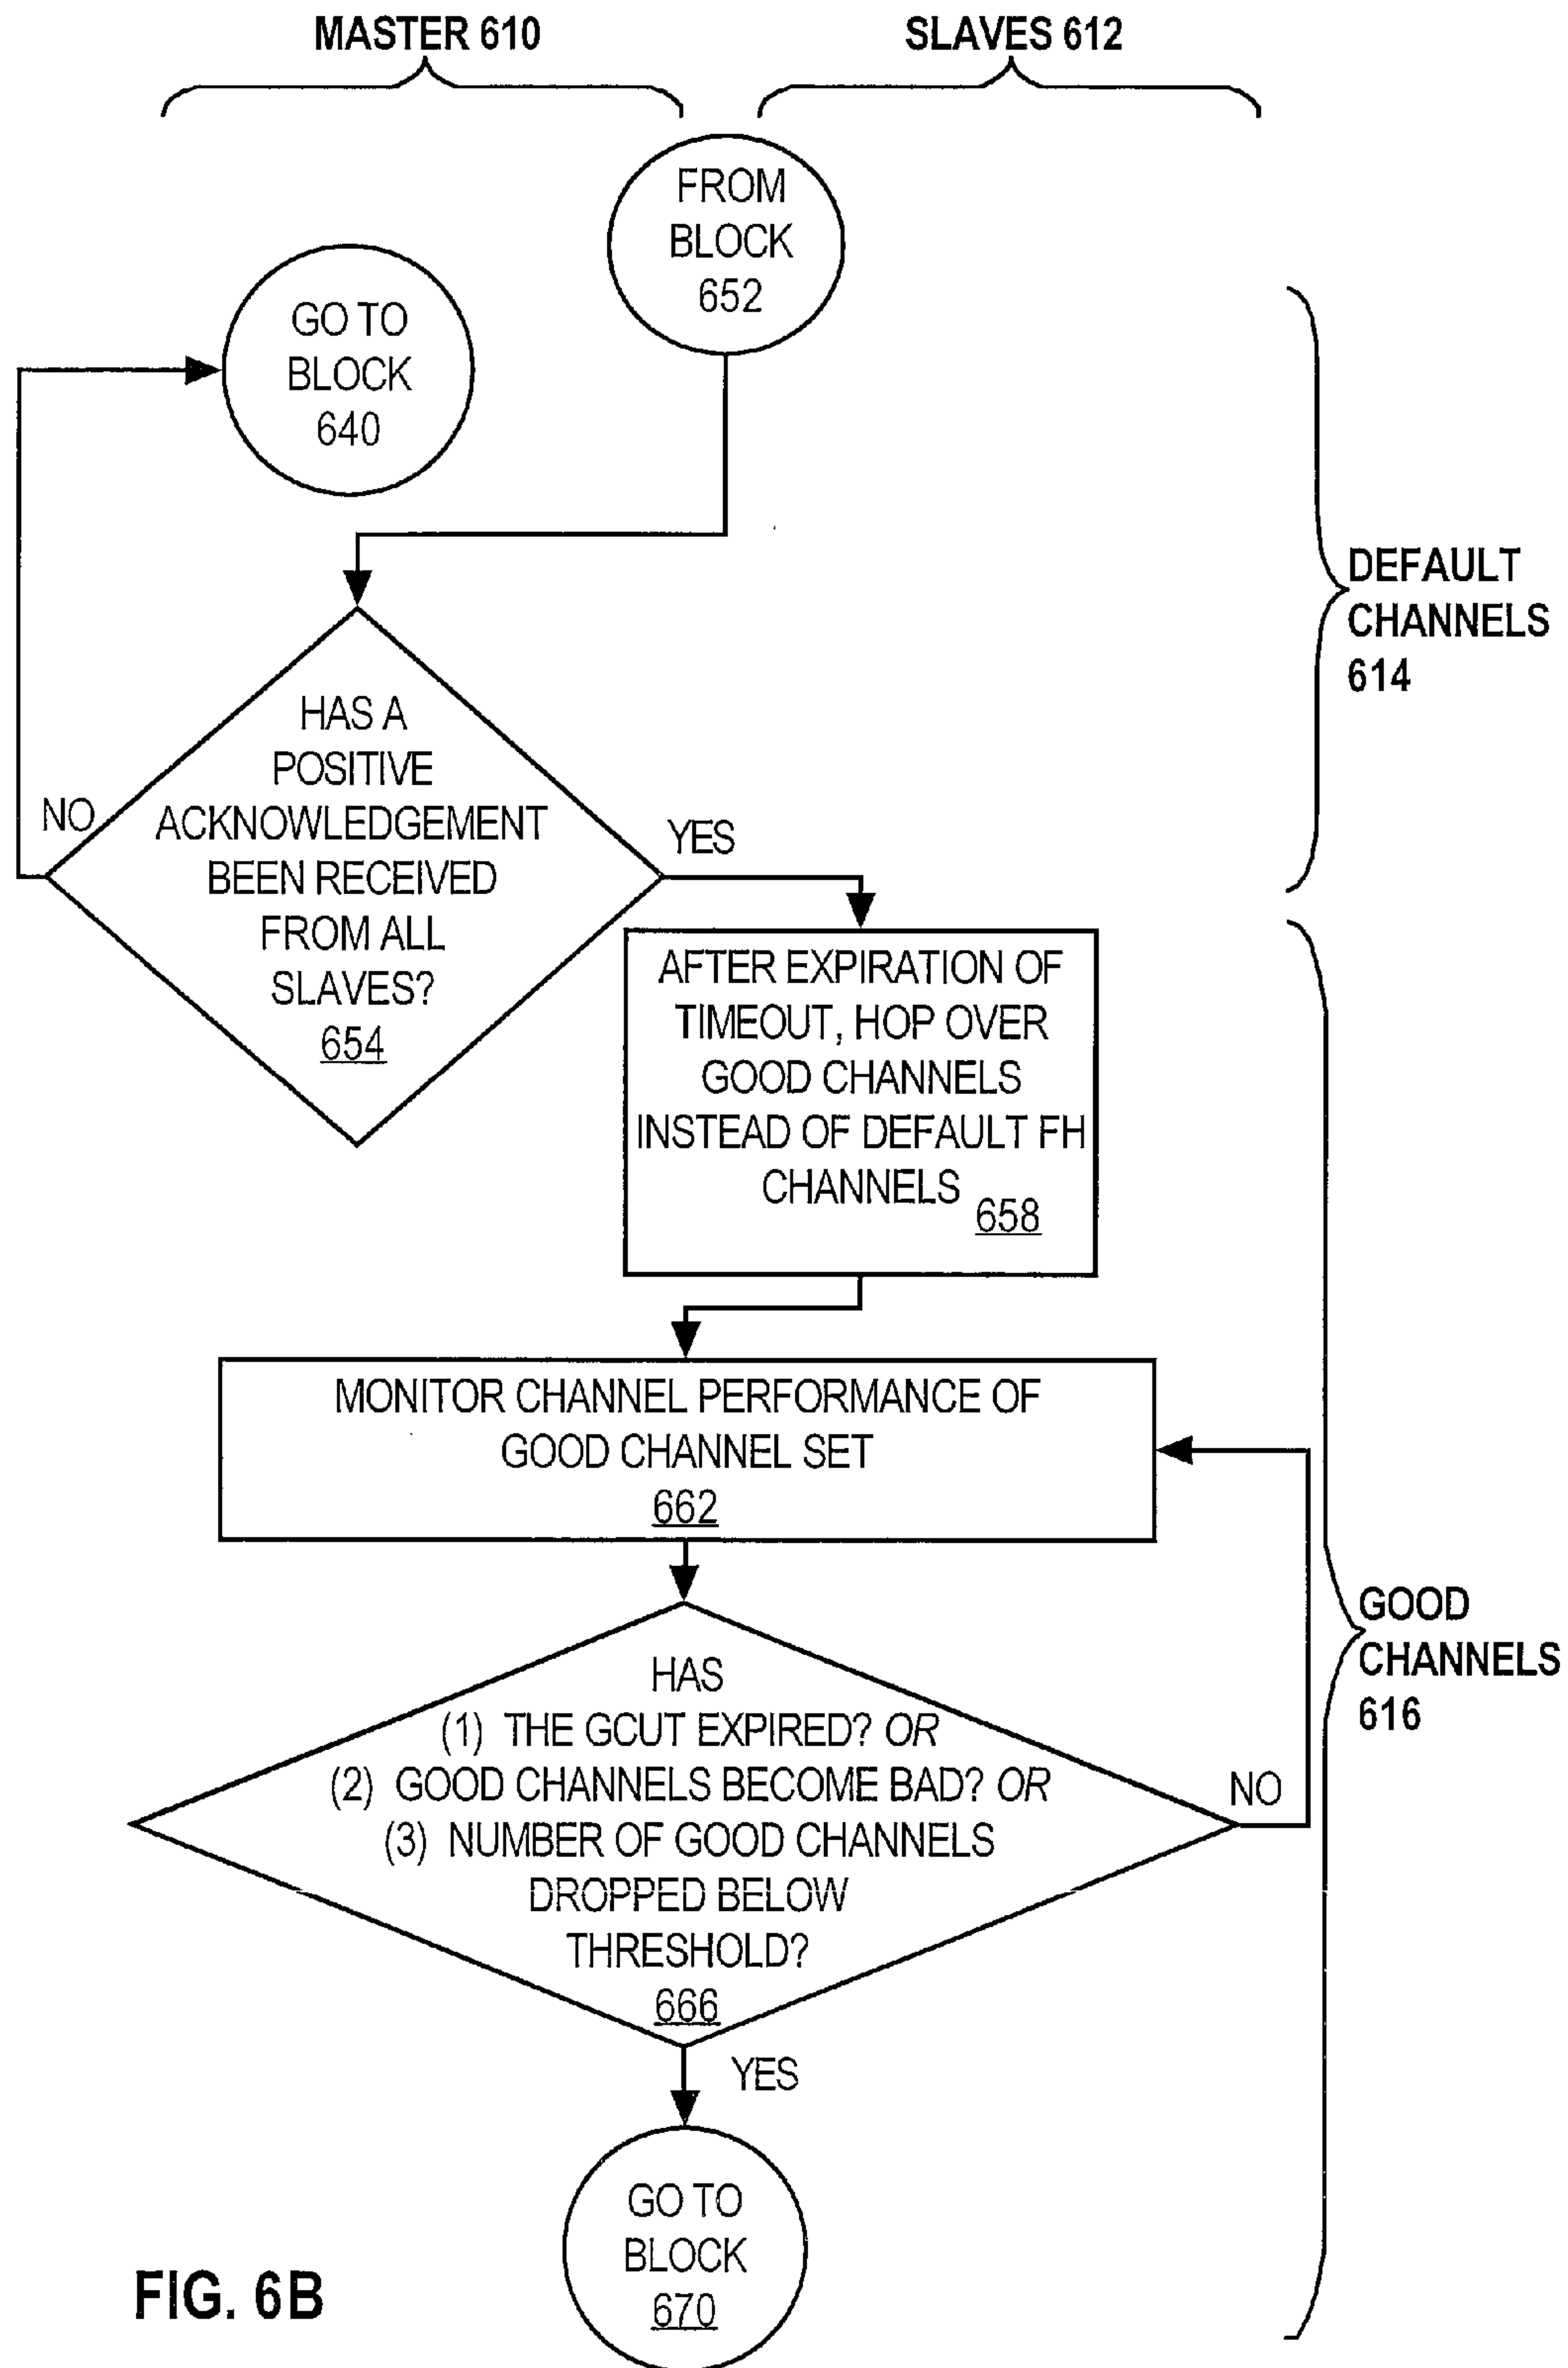 MASTER 610
SLAVES 612
FROM
BLOCK
652
GO TO
BLOCK
640
DEFAULT
CHANNELS
614
HAS A
POSITIVE
ACKNOWLEDGEMENT
BEEN RECEIVED
FROM ALL
SLAVES?
654
NO
YES
AFTER EXPIRATION OF
TIMEOUT, HOP OVER
GOOD CHANNELS
INSTEAD OF DEFAULT FH
CHANNELS
658
MONITOR CHANNEL PERFORMANCE OF
GOOD CHANNEL SET
662
GOOD
CHANNELS
616
HAS
(1) THE GCUT EXPIRED? OR
(2) GOOD CHANNELS BECOME BAD? OR
(3) NUMBER OF GOOD CHANNELS
DROPPED BELOW
THRESHOLD?
666
NO
YES
GO TO
BLOCK
670
FIG. 6B